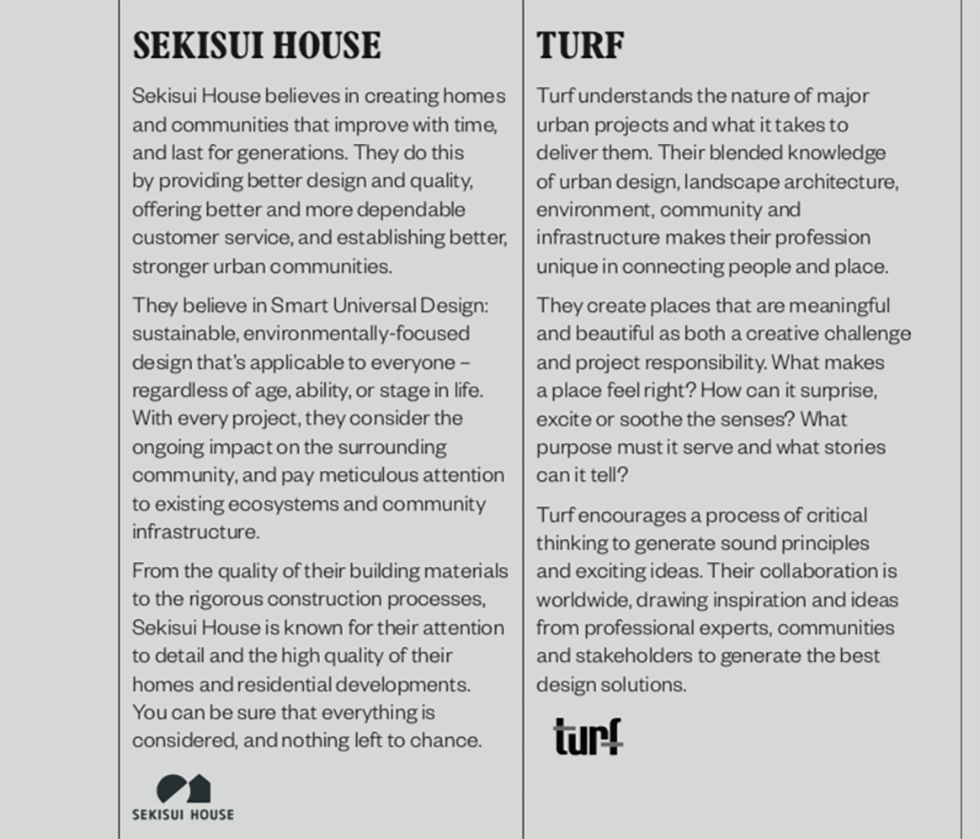 SEKISUI HOUSE
Sekisui House believes in creating homes
and communities that improve with time,
and last for generations. They do this
by providing better design and quality,
offering better and more dependable
customer service, and establishing better,
stronger urban communities.
They believe in Smart Universal Design:
sustainable, environmentally-focused
design that's applicable to everyone –
regardless of age, ability, or stage in life.
With every project, they consider the
ongoing impact on the surrounding
community, and pay meticulous attention
to existing ecosystems and community
infrastructure.
From the quality of their building materials
to the rigorous construction processes,
Sekisui House is known for their attention
to detail and the high quality of their
homes and residential developments.
You can be sure that everything is
considered, and nothing left to chance.
SEKISUI HOUSE
TURF
Turf understands the nature of major
urban projects and what it takes to
deliver them. Their blended knowledge
of urban design, landscape architecture,
environment, community and
infrastructure makes their profession
unique in connecting people and place.
They create places that are meaningful
and beautiful as both a creative challenge
and project responsibility. What makes
a place feel right? How can it surprise,
excite or soothe the senses? What
purpose must it serve and what stories
can it tell?
Turf encourages a process of critical
thinking to generate sound principles
and exciting ideas. Their collaboration is
worldwide, drawing inspiration and ideas
from professional experts, communities
and stakeholders to generate the best
design solutions.
turf